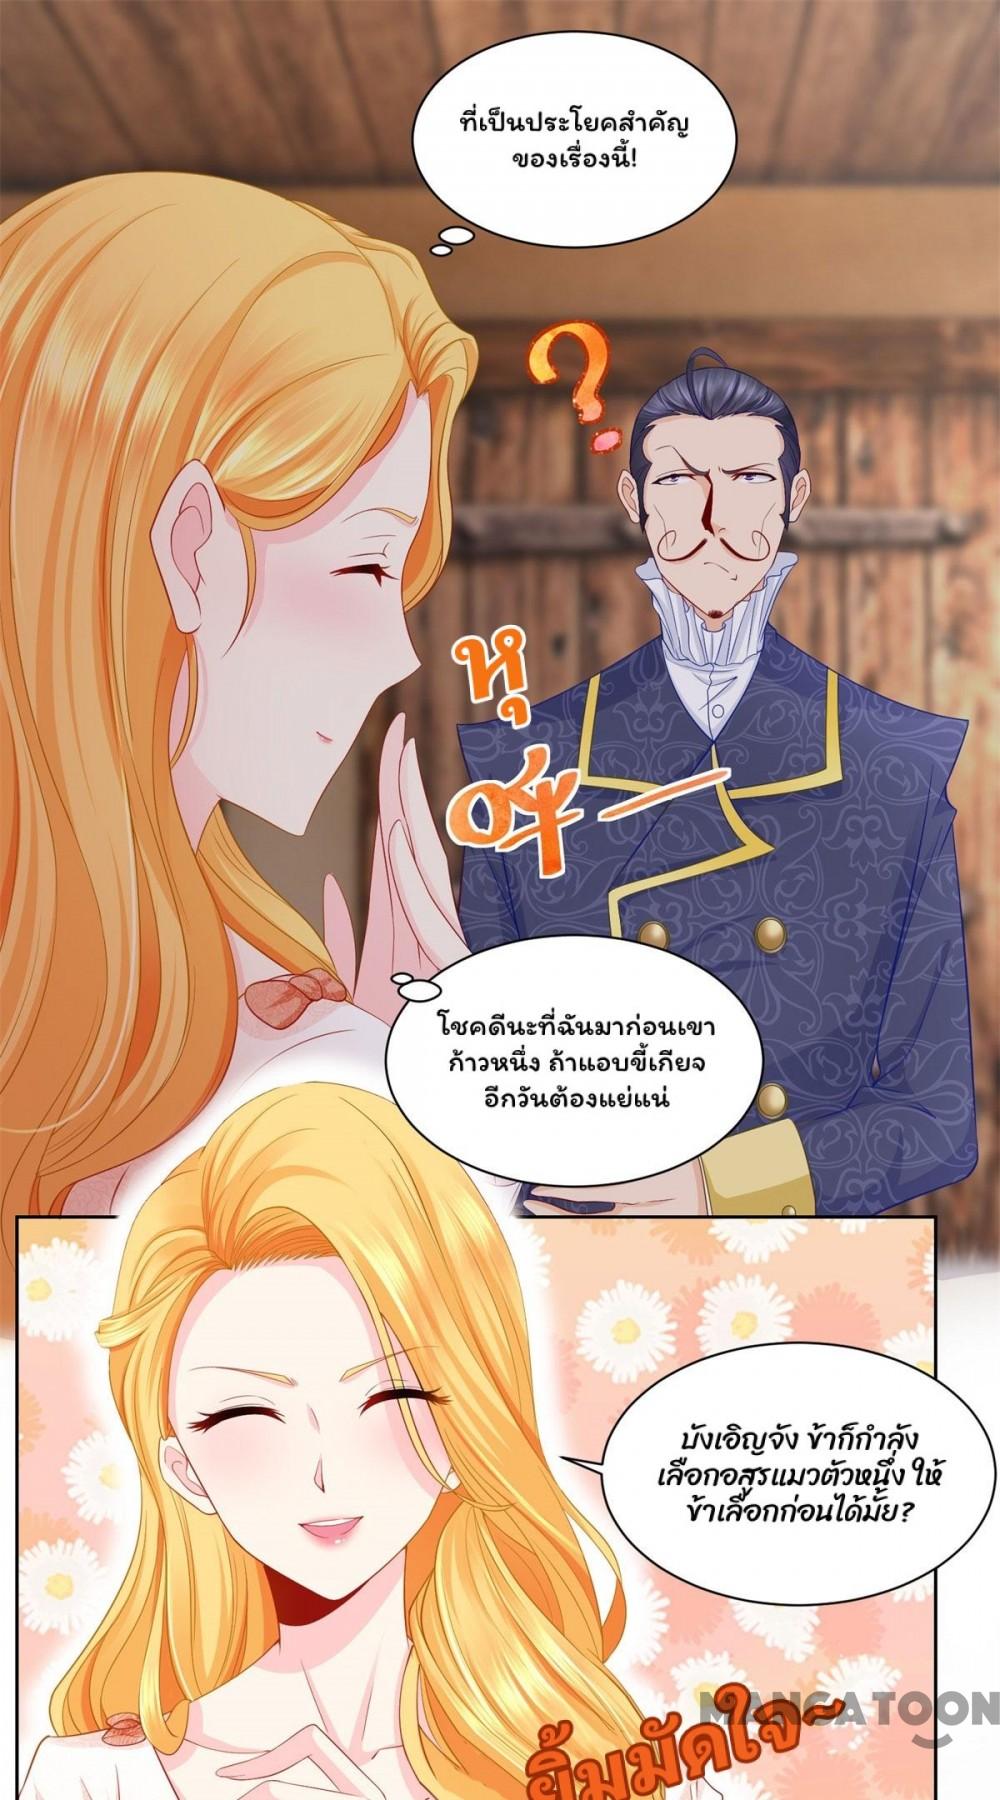 ที่เป็นประโยคสำคัญ
ของเรื่องนี้!
?
หุ
บ
โชคดีนะที่ฉันมาก่อนเขา
ก้าวหนึ่ง ถ้าแอบขี้เกียจ
อีกวันต้องแย่แน่
บังเอิญจัง ข้าก็กำลัง
เลือกอสูรแมวตัวหนึ่ง ให้
ข้าเลือกก่อนได้มั้ย?
MANGATOON
ยิ้มมัดใจ~